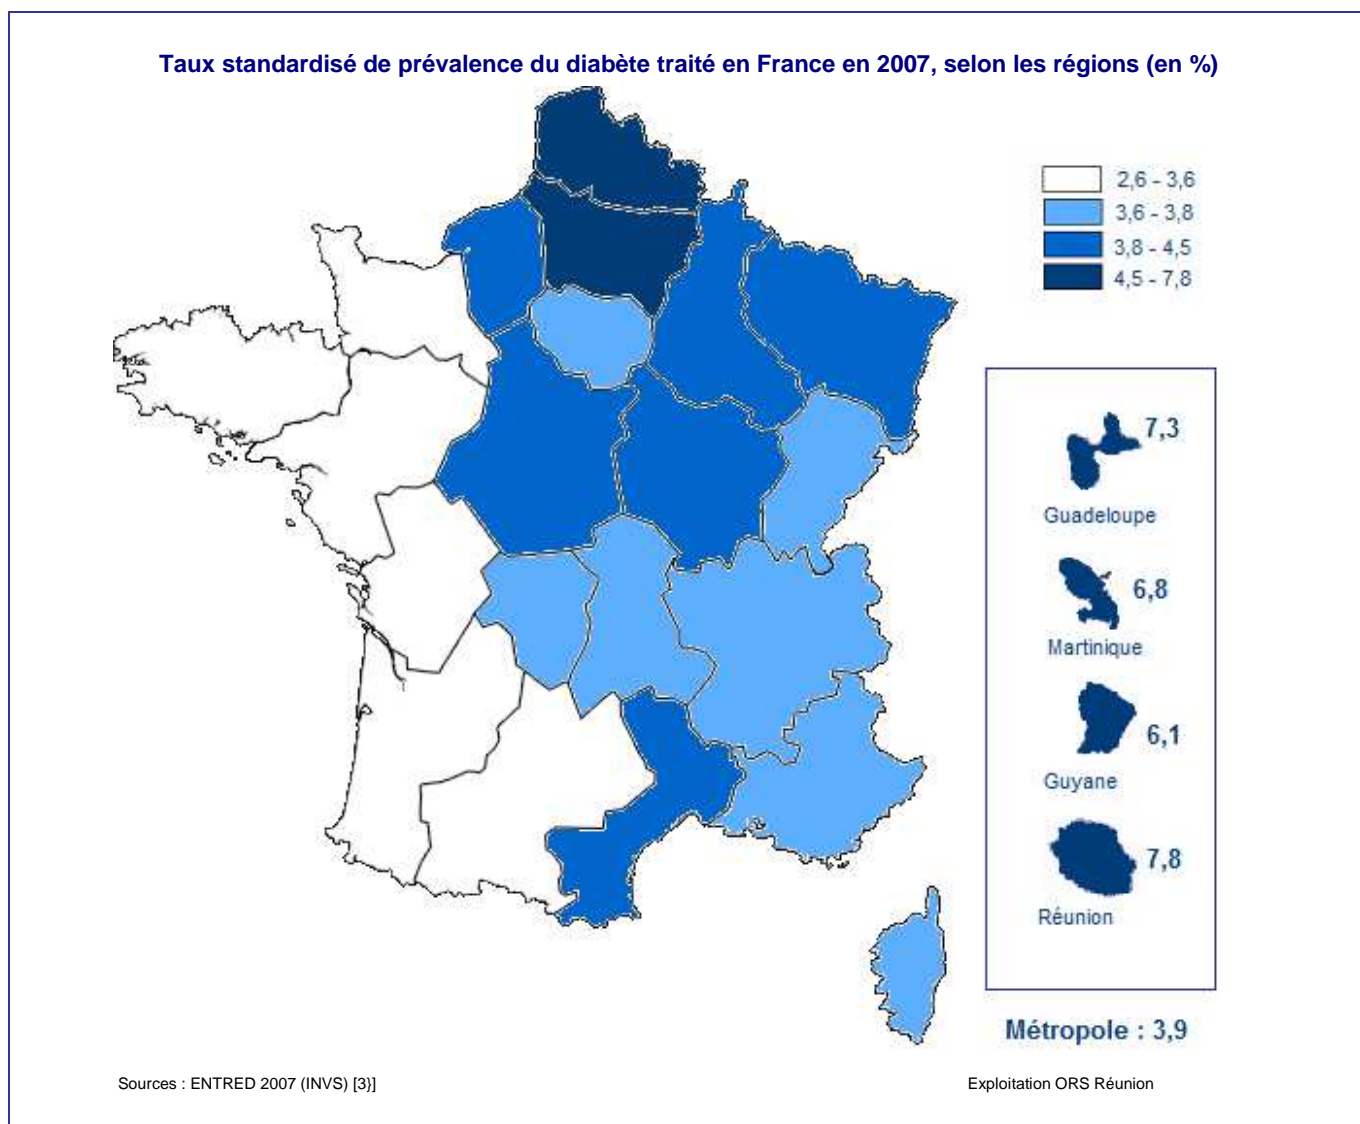 Taux standardisé de prévalence du diabète traité en France en 2007, selon les régions (en %)
2,6 - 3,6
3,6 - 3,8
3,8 - 4,5
4,5 - 7,8
7,3
Guadeloupe
6,8
Martinique
6,1
Guyane
7,8
Réunion
Métropole : 3,9
Sources : ENTRED 2007 (INVS) [3}]
Exploitation ORS Réunion